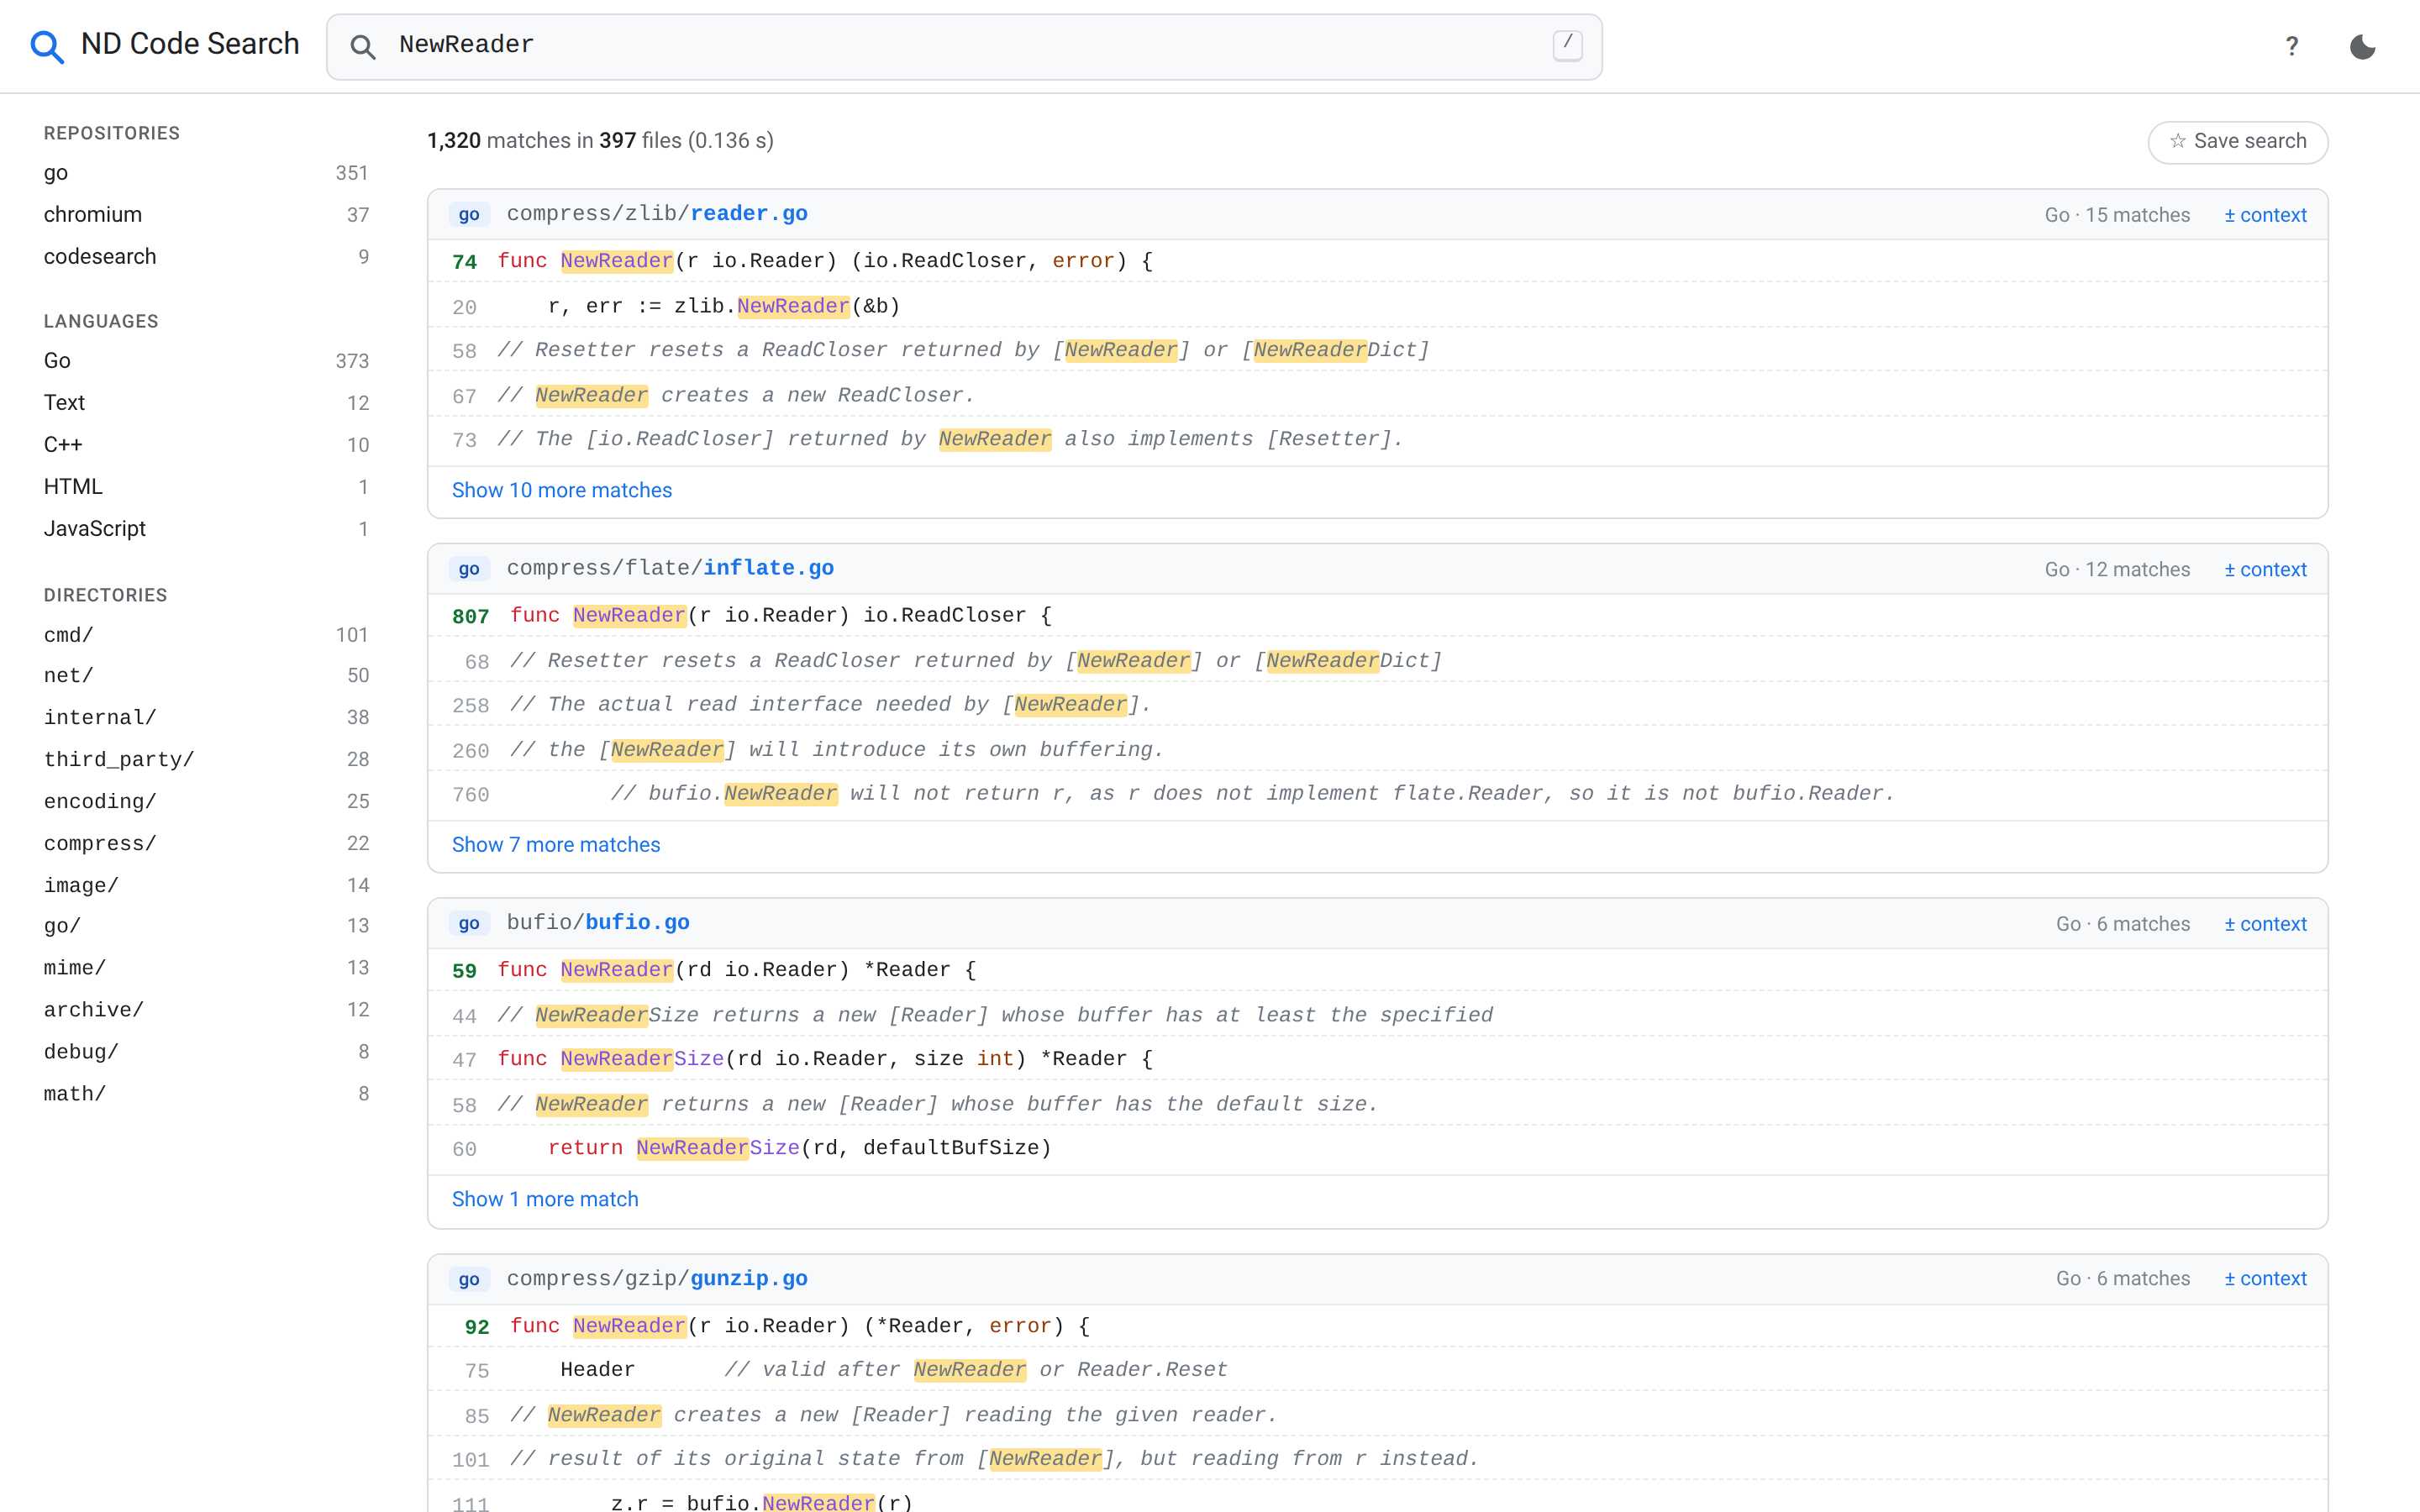 ND Code Search
NewReader
/
?
REPOSITORIES
go 351
chromium 37
codesearch 9
LANGUAGES
Go 373
Text 12
C++ 10
HTML 1
JavaScript 1
DIRECTORIES
cmd/ 101
net/ 50
internal/ 38
third_party/ 28
encoding/ 25
compress/ 22
image/ 14
go/ 13
mime/ 13
archive/ 12
debug/ 8
math/ 8
1,320 matches in 397 files (0.136 s)
☆ Save search
go compress/zlib/reader.go Go · 15 matches ± context
74 func NewReader(r io.Reader) (io.ReadCloser, error) {
20     r, err := zlib.NewReader(&b)
58 // Resetter resets a ReadCloser returned by [NewReader] or [NewReaderDict]
67 // NewReader creates a new ReadCloser.
73 // The [io.ReadCloser] returned by NewReader also implements [Resetter].
Show 10 more matches
go compress/flate/inflate.go Go · 12 matches ± context
807 func NewReader(r io.Reader) io.ReadCloser {
68 // Resetter resets a ReadCloser returned by [NewReader] or [NewReaderDict]
258 // The actual read interface needed by [NewReader].
260 // the [NewReader] will introduce its own buffering.
760         // bufio.NewReader will not return r, as r does not implement flate.Reader, so it is not bufio.Reader.
Show 7 more matches
go bufio/bufio.go Go · 6 matches ± context
59 func NewReader(rd io.Reader) *Reader {
44 // NewReaderSize returns a new [Reader] whose buffer has at least the specified
47 func NewReaderSize(rd io.Reader, size int) *Reader {
58 // NewReader returns a new [Reader] whose buffer has the default size.
60     return NewReaderSize(rd, defaultBufSize)
Show 1 more match
go compress/gzip/gunzip.go Go · 6 matches ± context
92 func NewReader(r io.Reader) (*Reader, error) {
75     Header       // valid after NewReader or Reader.Reset
85 // NewReader creates a new [Reader] reading the given reader.
101 // result of its original state from [NewReader], but reading from r instead.
111         z.r = bufio.NewReader(r)